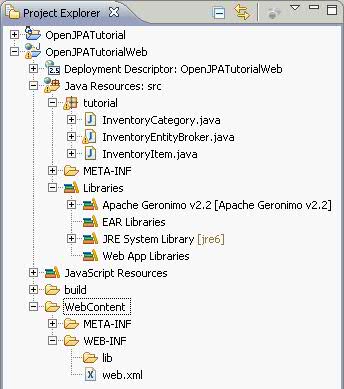 Project Explorer
OpenJPATutorial
OpenJPATutorialWeb
2.5 Deployment Descriptor: OpenJPATutorialWeb
Java Resources: src
tutorial
InventoryCategory.java
InventoryEntityBroker.java
InventoryItem.java
META-INF
Libraries
Apache Geronimo v2.2 [Apache Geronimo v2.2]
EAR Libraries
JRE System Library [jre6]
Web App Libraries
JavaScript Resources
build
WebContent
META-INF
WEB-INF
lib
web.xml